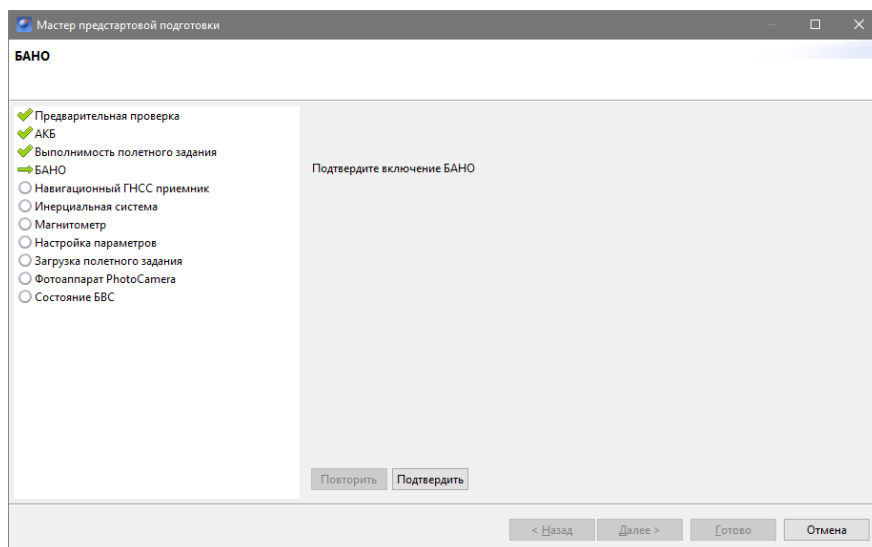 Мастер предстартовой подготовки
БАНО
Предварительная проверка
АКБ
Выполнимость полетного задания
БАНО
Навигационный ГНСС приемник
Инерциальная система
Магнитометр
Настройка параметров
Загрузка полетного задания
Фотоаппарат PhotoCamera
Состояние БВС
Подтвердите включение БАНО
Повторить Подтвердить
< Назад Далее > Готово Отмена